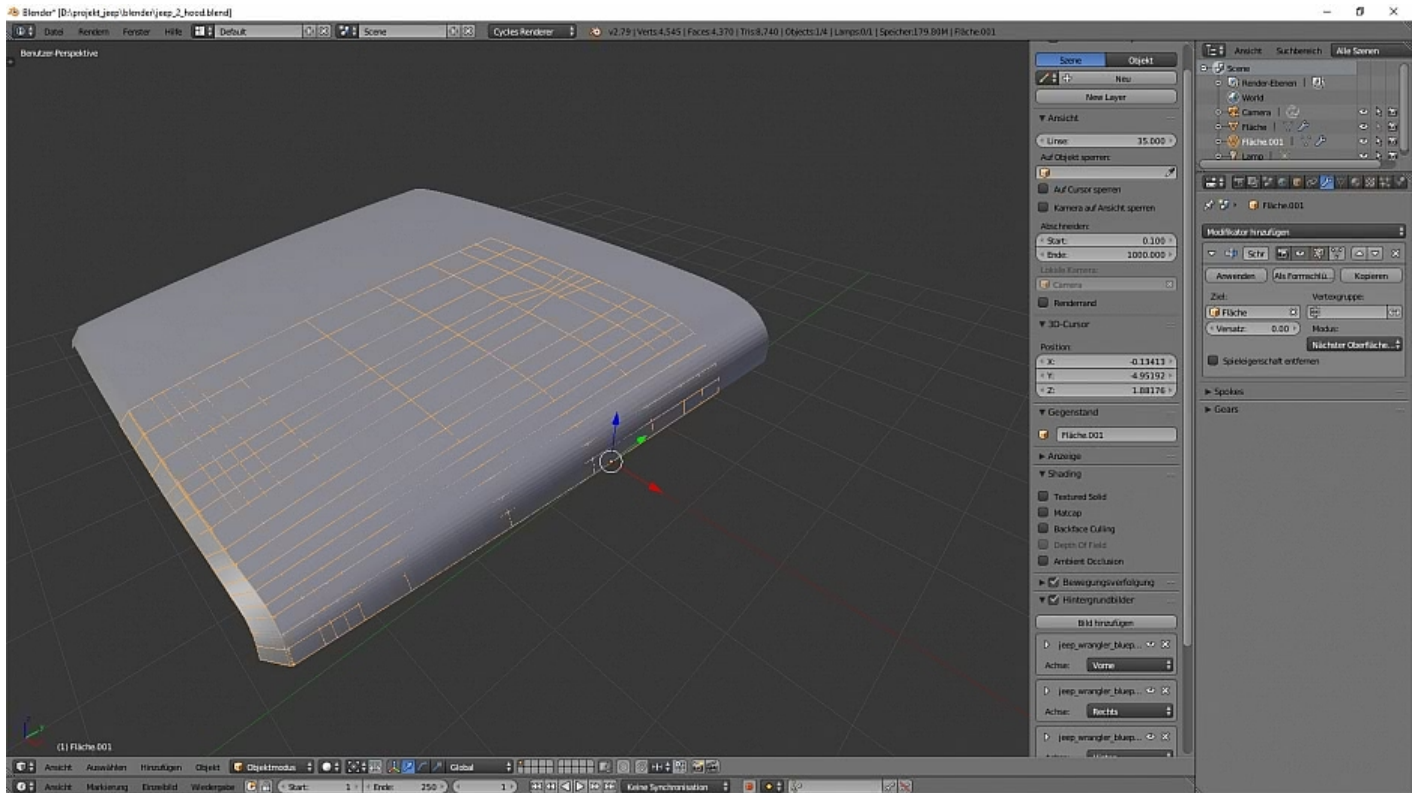 Blender* [D:\projekt_jeep\blender\jeep_2_hood.blend]
Datei Rendern Fenster Hilfe Default Scene Cycles Renderer v2.79 | Verts:4,545 | Faces:4,370 | Tris:8,740 | Objects:1/4 | Lamps:0/1 | Speicher:179.80M | Fläche.001
Benutzer-Perspektive
Szene Objekt
Neu
New Layer
Ansicht
Linse: 35.000
Auf Objekt sperren:
Auf Cursor sperren
Kamera auf Ansicht sperren
Abschneiden:
Start: 0.100
Ende: 1000.000
Lokale Kamera:
Camera
Renderrand
3D-Cursor
Position:
X: -0.13413
Y: -4.95192
Z: 1.88176
Gegenstand
Fläche.001
Anzeige
Shading
Textured Solid
Matcap
Backface Culling
Depth Of Field
Ambient Occlusion
Bewegungsverfolgung
Hintergrundbilder
Bild hinzufügen
jeep_wrangler_bluep...
Achse: Vorne
jeep_wrangler_bluep...
Achse: Rechts
jeep_wrangler_bluep...
Ansicht Suchbereich Alle Szenen
Scene
Render-Ebenen
World
Camera
Fläche
Fläche.001
Lamp
Fläche.001
Modifikator hinzufügen
Schr
Anwenden Als Formschlü... Kopieren
Ziel: Vertexgruppe:
Fläche
Versatz: 0.00 Modus:
Nächster Oberfläche...
Spieleigenschaft entfernen
Spokes
Gears
(1) Fläche.001
Ansicht Auswählen Hinzufügen Objekt Objektmodus Global
Ansicht Markierung Einzelbild Wiedergabe Start: 1 Ende: 250 1 Keine Synchronisation